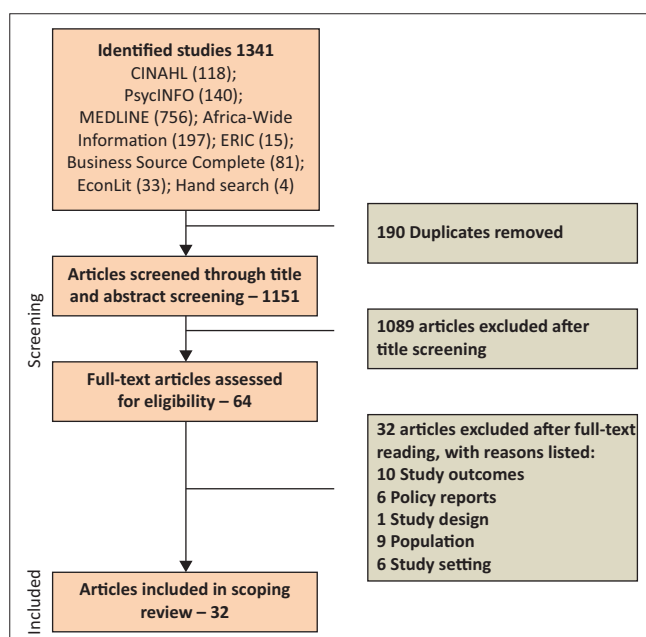 Identified studies 1341
CINAHL (118);
PsycINFO (140);
MEDLINE (756); Africa-Wide
Information (197); ERIC (15);
Business Source Complete (81);
EconLit (33); Hand search (4)
190 Duplicates removed
Screening
Articles screened through title
and abstract screening – 1151
1089 articles excluded after
title screening
Full-text articles assessed
for eligibility – 64
32 articles excluded after full-text
reading, with reasons listed:
10 Study outcomes
6 Policy reports
1 Study design
9 Population
6 Study setting
Included
Articles included in scoping
review – 32